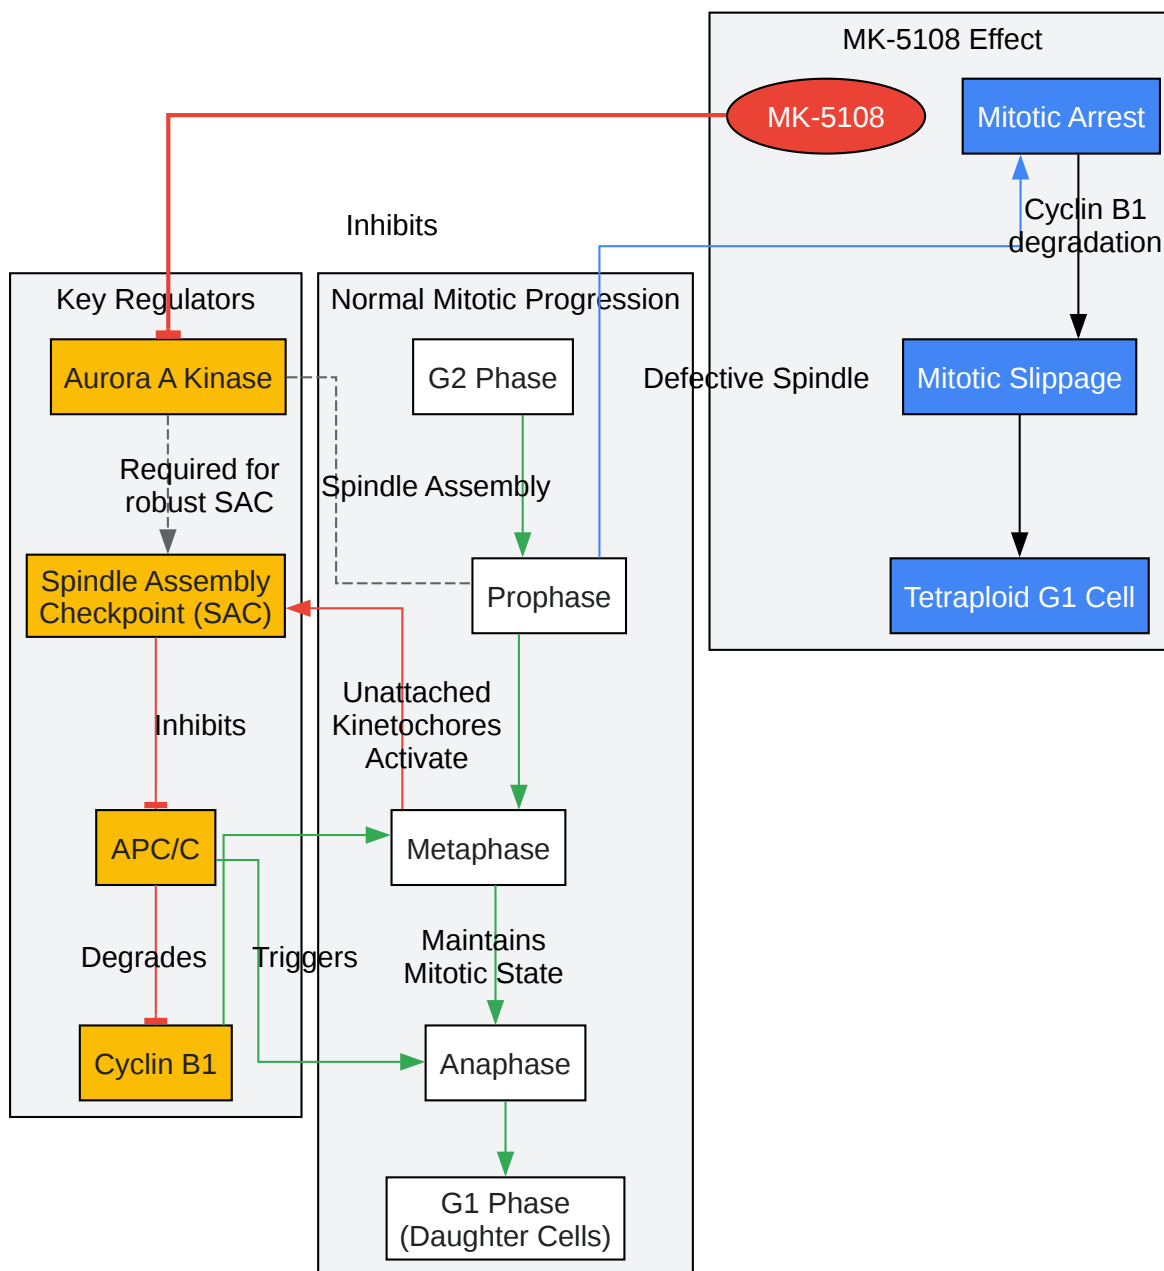 MK-5108 Effect
MK-5108
Mitotic Arrest
Cyclin B1
degradation
Inhibits
Key Regulators
Normal Mitotic Progression
Aurora A Kinase
G2 Phase
Defective Spindle
Mitotic Slippage
Required for
robust SAC
Spindle Assembly
Spindle Assembly
Checkpoint (SAC)
Prophase
Tetraploid G1 Cell
Unattached
Kinetochores
Activate
Inhibits
APC/C
Metaphase
Degrades
Triggers
Maintains
Mitotic State
Cyclin B1
Anaphase
G1 Phase
(Daughter Cells)